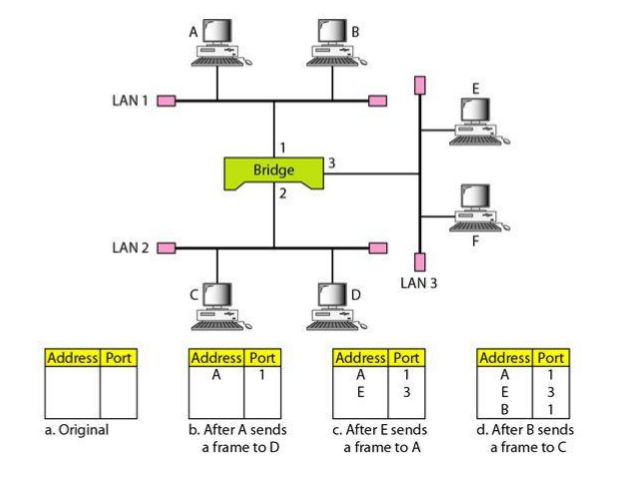 A
B
LAN 1
E
1
Bridge
3
2
F
LAN 2
LAN 3
C
D
Address Port
a. Original
Address Port
A 1
b. After A sends
a frame to D
Address Port
A 1
E 3
c. After E sends
a frame to A
Address Port
A 1
E 3
B 1
d. After B sends
a frame to C